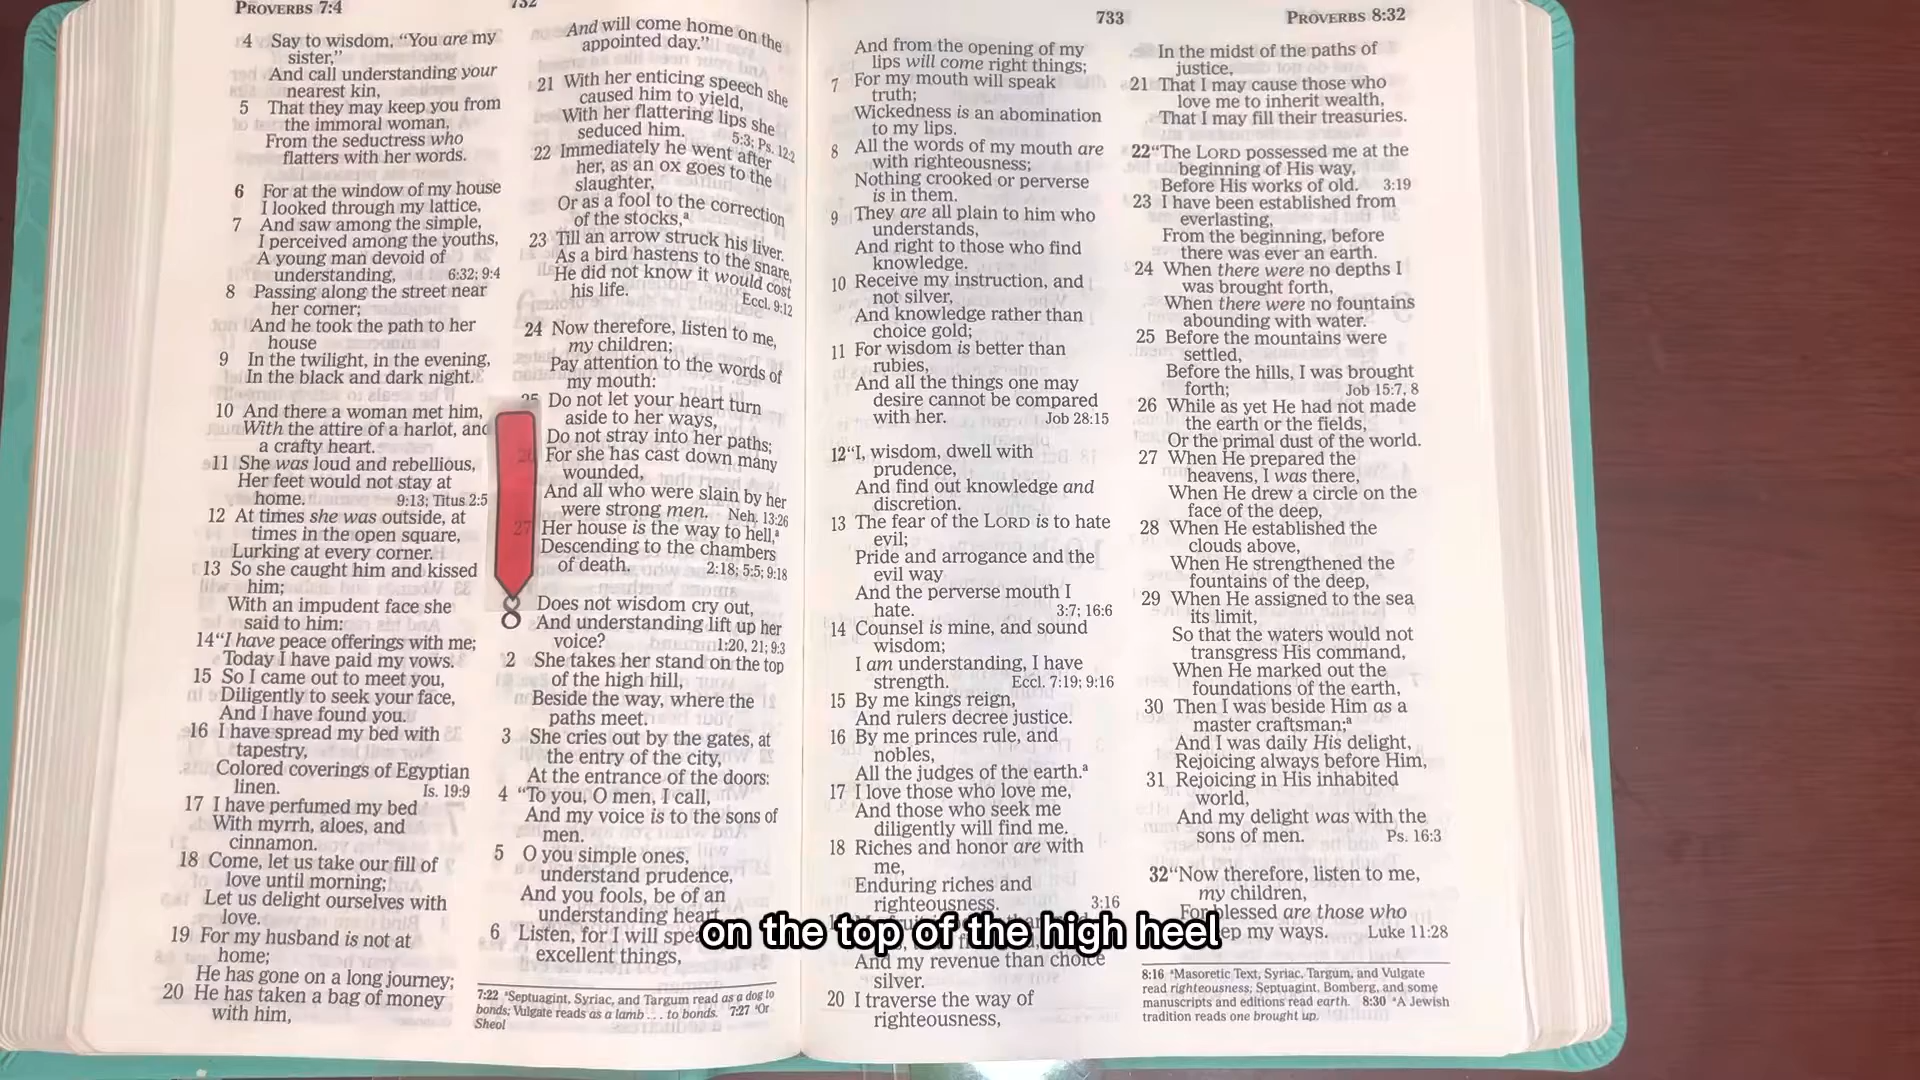 PROVERBS 7:4
732
4 Say to wisdom, “You are my
sister,”
And call understanding your
nearest kin,
5 That they may keep you from
the immoral woman,
From the seductress who
flatters with her words.
6 For at the window of my house
I looked through my lattice,
7 And saw among the simple,
I perceived among the youths,
A young man devoid of
understanding, 6:32; 9:4
8 Passing along the street near
her corner;
And he took the path to her
house
9 In the twilight, in the evening,
In the black and dark night.
10 And there a woman met him,
With the attire of a harlot, and
a crafty heart.
11 She was loud and rebellious,
Her feet would not stay at
home. 9:13; Titus 2:5
12 At times she was outside, at
times in the open square,
Lurking at every corner.
13 So she caught him and kissed
him;
With an impudent face she
said to him:
14 “I have peace offerings with me;
Today I have paid my vows.
15 So I came out to meet you,
Diligently to seek your face,
And I have found you.
16 I have spread my bed with
tapestry,
Colored coverings of Egyptian
linen. Is. 19:9
17 I have perfumed my bed
With myrrh, aloes, and
cinnamon.
18 Come, let us take our fill of
love until morning;
Let us delight ourselves with
love.
19 For my husband is not at
home;
He has gone on a long journey;
20 He has taken a bag of money
with him,
And will come home on the
appointed day.”
21 With her enticing speech she
caused him to yield,
With her flattering lips she
seduced him. 5:3; Ps. 12:2
22 Immediately he went after
her, as an ox goes to the
slaughter,
Or as a fool to the correction
of the stocks,a
23 Till an arrow struck his liver.
As a bird hastens to the snare,
He did not know it would cost
his life. Eccl. 9:12
24 Now therefore, listen to me,
my children;
Pay attention to the words of
my mouth:
25 Do not let your heart turn
aside to her ways,
Do not stray into her paths;
26 For she has cast down many
wounded,
And all who were slain by her
were strong men. Neh. 13:26
27 Her house is the way to hell,a
Descending to the chambers
of death. 2:18; 5:5; 9:18
8 Does not wisdom cry out,
And understanding lift up her
voice? 1:20, 21; 9:3
2 She takes her stand on the top
of the high hill,
Beside the way, where the
paths meet.
3 She cries out by the gates, at
the entry of the city,
At the entrance of the doors:
4 “To you, O men, I call,
And my voice is to the sons of
men.
5 O you simple ones,
understand prudence,
And you fools, be of an
understanding heart.
6 Listen, for I will speak
excellent things,
7:22 aSeptuagint, Syriac, and Targum read as a dog to
bonds; Vulgate reads as a lamb . . . to bonds. 7:27 aOr
Sheol
733
PROVERBS 8:32
And from the opening of my
lips will come right things;
7 For my mouth will speak
truth;
Wickedness is an abomination
to my lips.
8 All the words of my mouth are
with righteousness;
Nothing crooked or perverse
is in them.
9 They are all plain to him who
understands,
And right to those who find
knowledge.
10 Receive my instruction, and
not silver,
And knowledge rather than
choice gold;
11 For wisdom is better than
rubies,
And all the things one may
desire cannot be compared
with her. Job 28:15
12 “I, wisdom, dwell with
prudence,
And find out knowledge and
discretion.
13 The fear of the LORD is to hate
evil;
Pride and arrogance and the
evil way
And the perverse mouth I
hate. 3:7; 16:6
14 Counsel is mine, and sound
wisdom;
I am understanding, I have
strength. Eccl. 7:19; 9:16
15 By me kings reign,
And rulers decree justice.
16 By me princes rule, and
nobles,
All the judges of the earth.a
17 I love those who love me,
And those who seek me
diligently will find me.
18 Riches and honor are with
me,
Enduring riches and
righteousness. 3:16
And my revenue than choice
silver.
20 I traverse the way of
righteousness,
In the midst of the paths of
justice,
21 That I may cause those who
love me to inherit wealth,
That I may fill their treasuries.
22 “The LORD possessed me at the
beginning of His way,
Before His works of old. 3:19
23 I have been established from
everlasting,
From the beginning, before
there was ever an earth.
24 When there were no depths I
was brought forth,
When there were no fountains
abounding with water.
25 Before the mountains were
settled,
Before the hills, I was brought
forth; Job 15:7, 8
26 While as yet He had not made
the earth or the fields,
Or the primal dust of the world.
27 When He prepared the
heavens, I was there,
When He drew a circle on the
face of the deep,
28 When He established the
clouds above,
When He strengthened the
fountains of the deep,
29 When He assigned to the sea
its limit,
So that the waters would not
transgress His command,
When He marked out the
foundations of the earth,
30 Then I was beside Him as a
master craftsman;a
And I was daily His delight,
Rejoicing always before Him,
31 Rejoicing in His inhabited
world,
And my delight was with the
sons of men. Ps. 16:3
32 “Now therefore, listen to me,
my children,
For blessed are those who
my ways. Luke 11:28
8:16 aMasoretic Text, Syriac, Targum, and Vulgate
read righteousness; Septuagint, Bomberg, and some
manuscripts and editions read earth. 8:30 aA Jewish
tradition reads one brought up.
on the top of the high heel